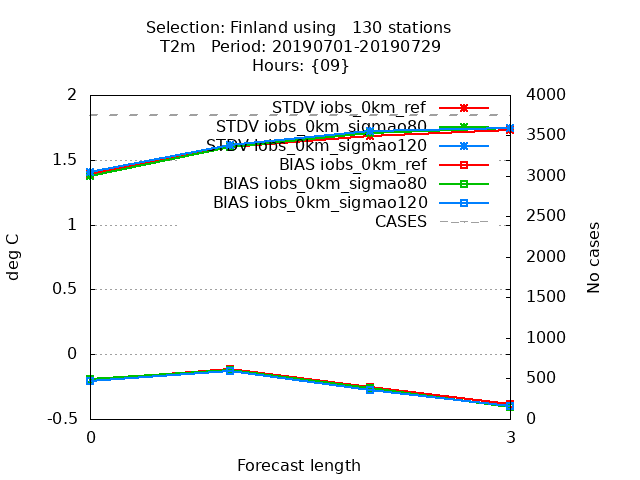 Selection: Finland using   130 stations
T2m   Period: 20190701-20190729
Hours: {09}
2
1.5
1
0.5
0
-0.5
deg C
STDV iobs_0km_ref
STDV iobs_0km_sigmao80
STDV iobs_0km_sigmao120
BIAS iobs_0km_ref
BIAS iobs_0km_sigmao80
BIAS iobs_0km_sigmao120
CASES
4000
3500
3000
2500
2000
1500
1000
500
0
No cases
0 3
Forecast length